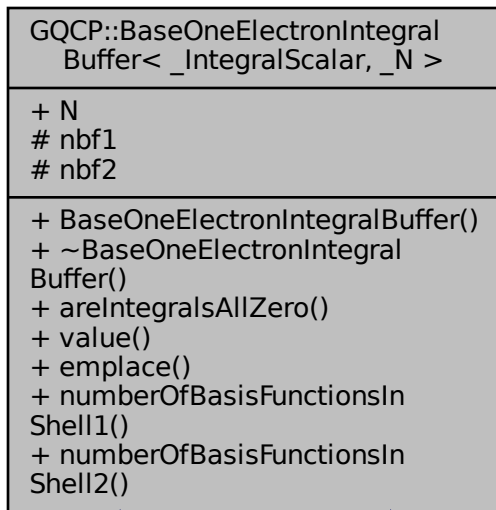 GQCP::BaseOneElectronIntegral
Buffer< _IntegralScalar, _N >
+ N
# nbf1
# nbf2
+ BaseOneElectronIntegralBuffer()
+ ~BaseOneElectronIntegral
Buffer()
+ areIntegralsAllZero()
+ value()
+ emplace()
+ numberOfBasisFunctionsIn
Shell1()
+ numberOfBasisFunctionsIn
Shell2()